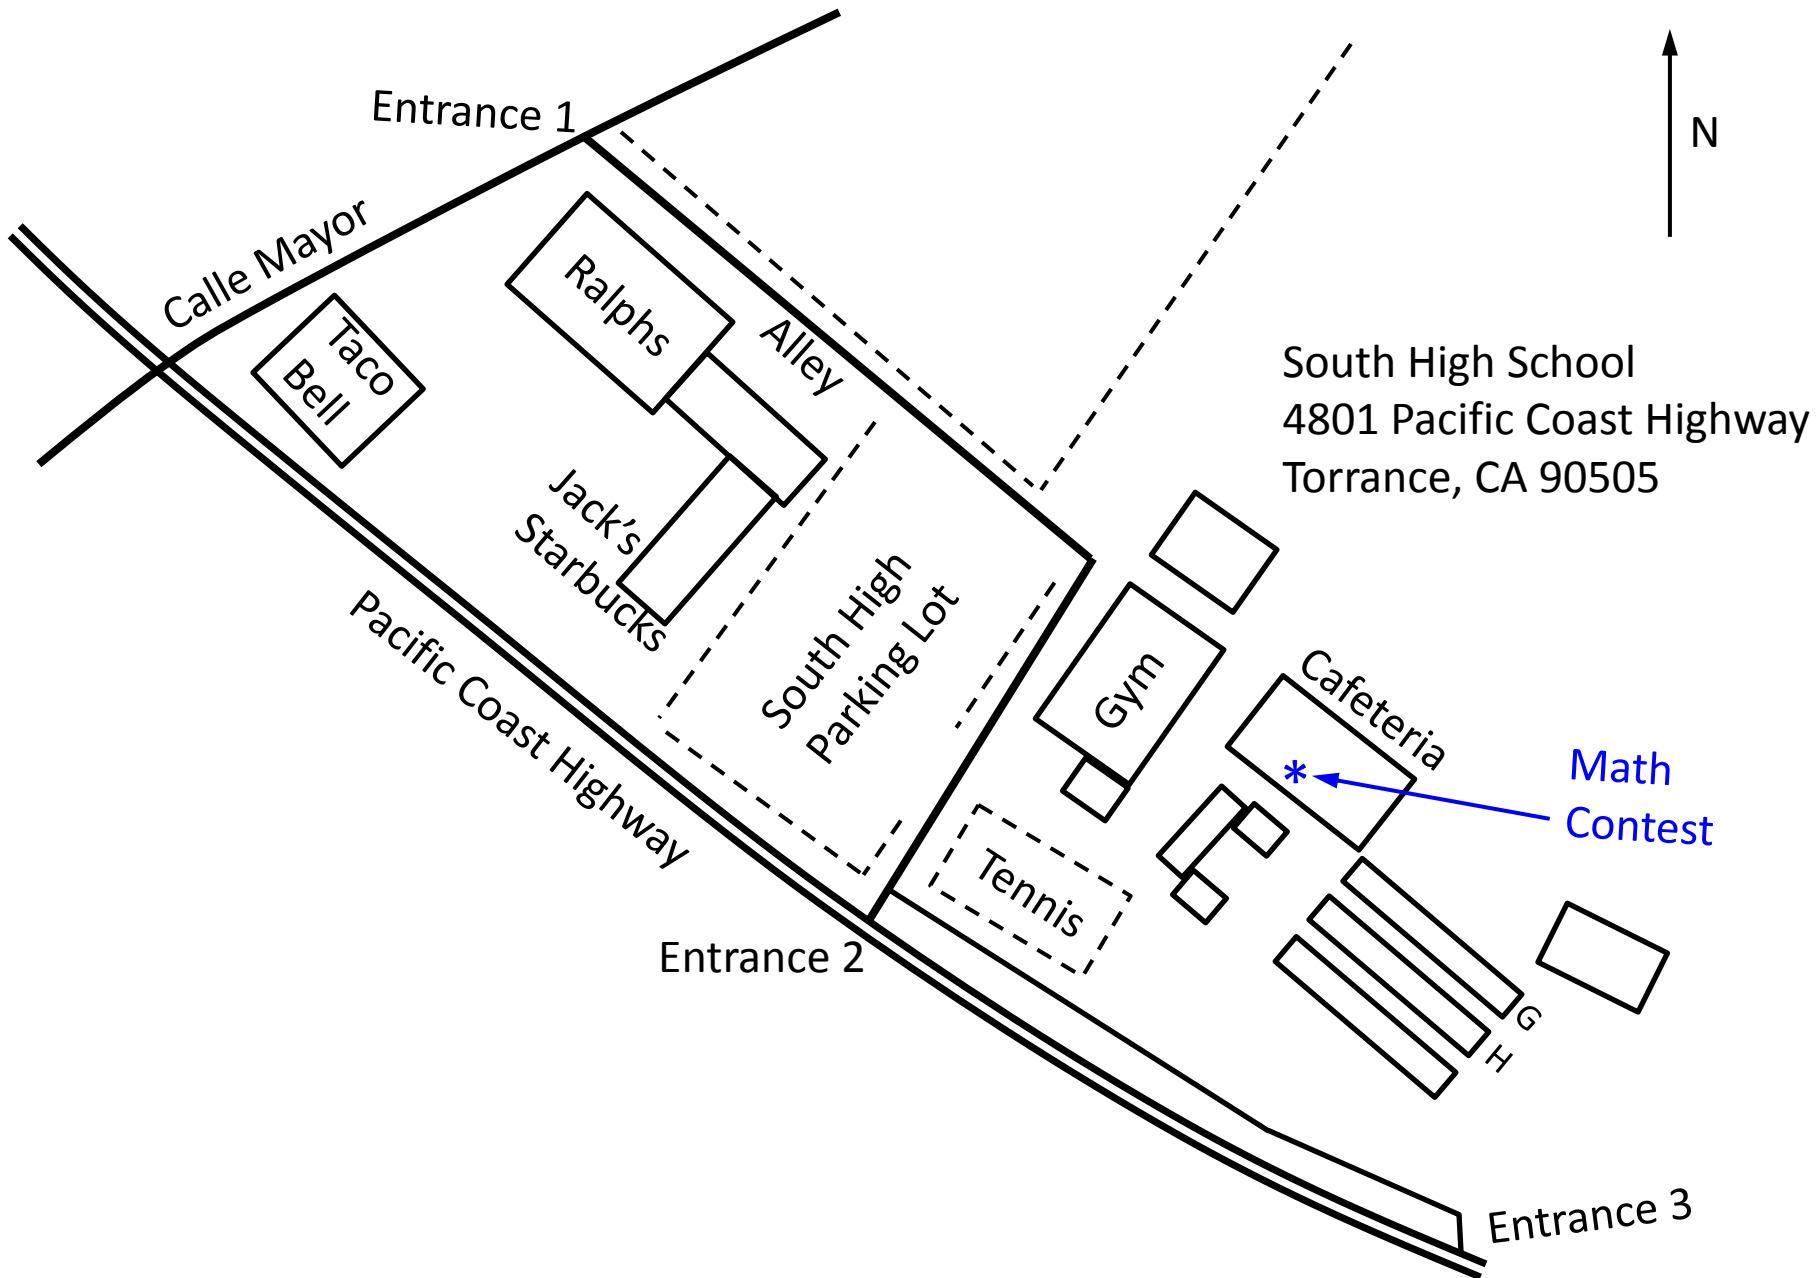 Entrance 1
N
Calle Mayor
Ralphs
Taco
Bell
Alley
South High School
4801 Pacific Coast Highway
Torrance, CA 90505
Jack's
Starbucks
South High
Parking Lot
Pacific Coast Highway
Gym
Cafeteria
*
Math
Contest
Tennis
Entrance 2
G
H
Entrance 3